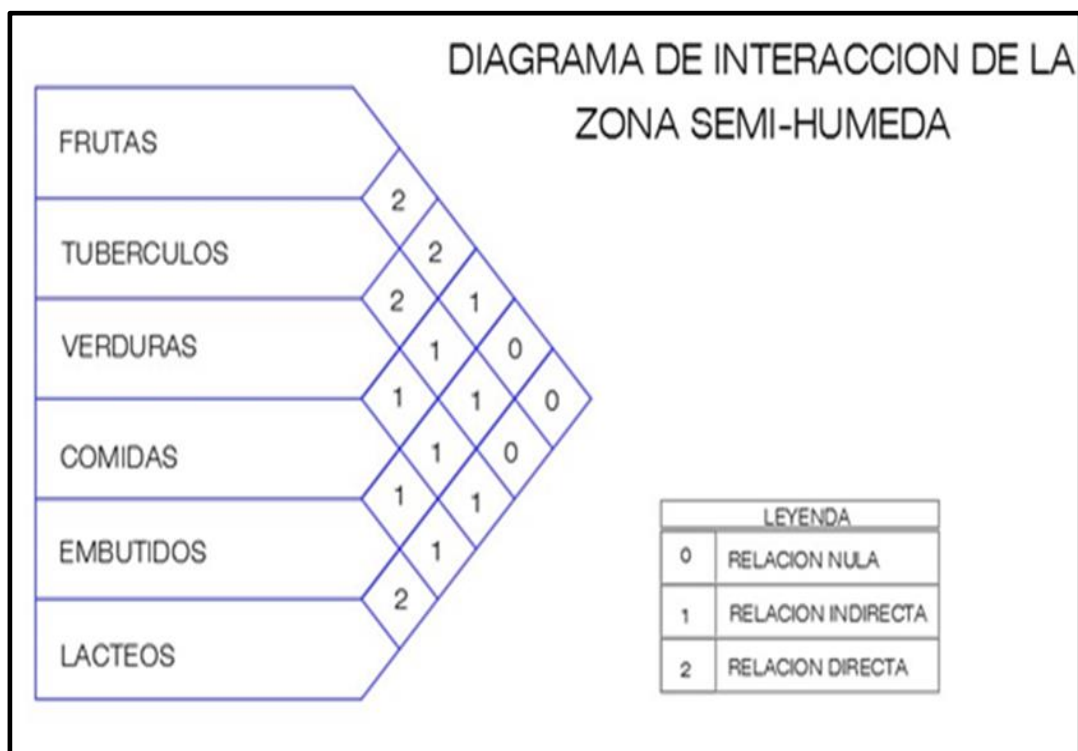 DIAGRAMA DE INTERACCION DE LA
ZONA SEMI-HUMEDA
FRUTAS
2
TUBERCULOS
2
2
1
VERDURAS
1
0
1
1
0
COMIDAS
1
0
1
1
EMBUTIDOS
1
2
LACTEOS
LEYENDA
0 RELACION NULA
1 RELACION INDIRECTA
2 RELACION DIRECTA